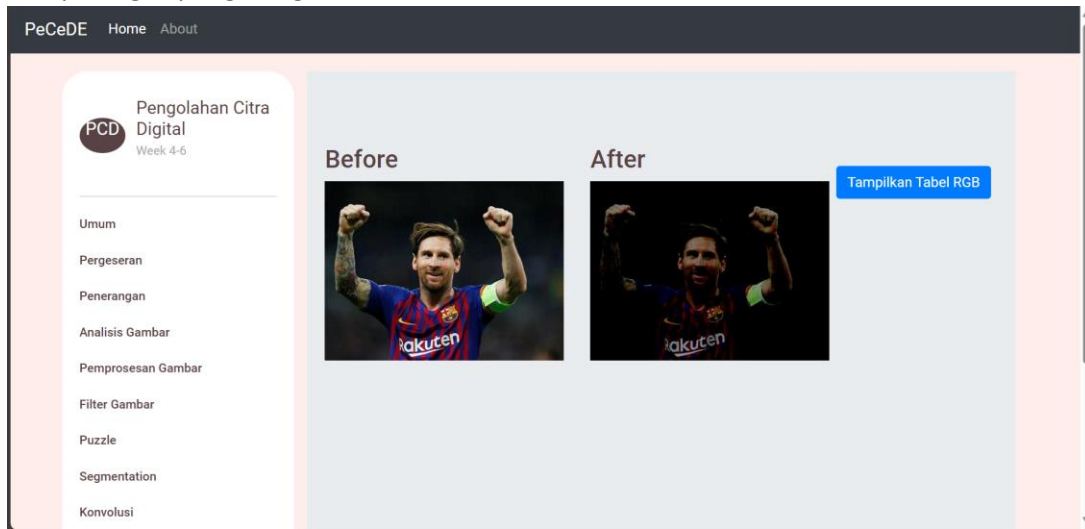 PeCeDE Home About
PCD
Pengolahan Citra
Digital
Week 4-6
Umum
Pergeseran
Penerangan
Analisis Gambar
Pemprosesan Gambar
Filter Gambar
Puzzle
Segmentation
Konvolusi
Before
Rakuten
After
Rakuten
Tampilkan Tabel RGB